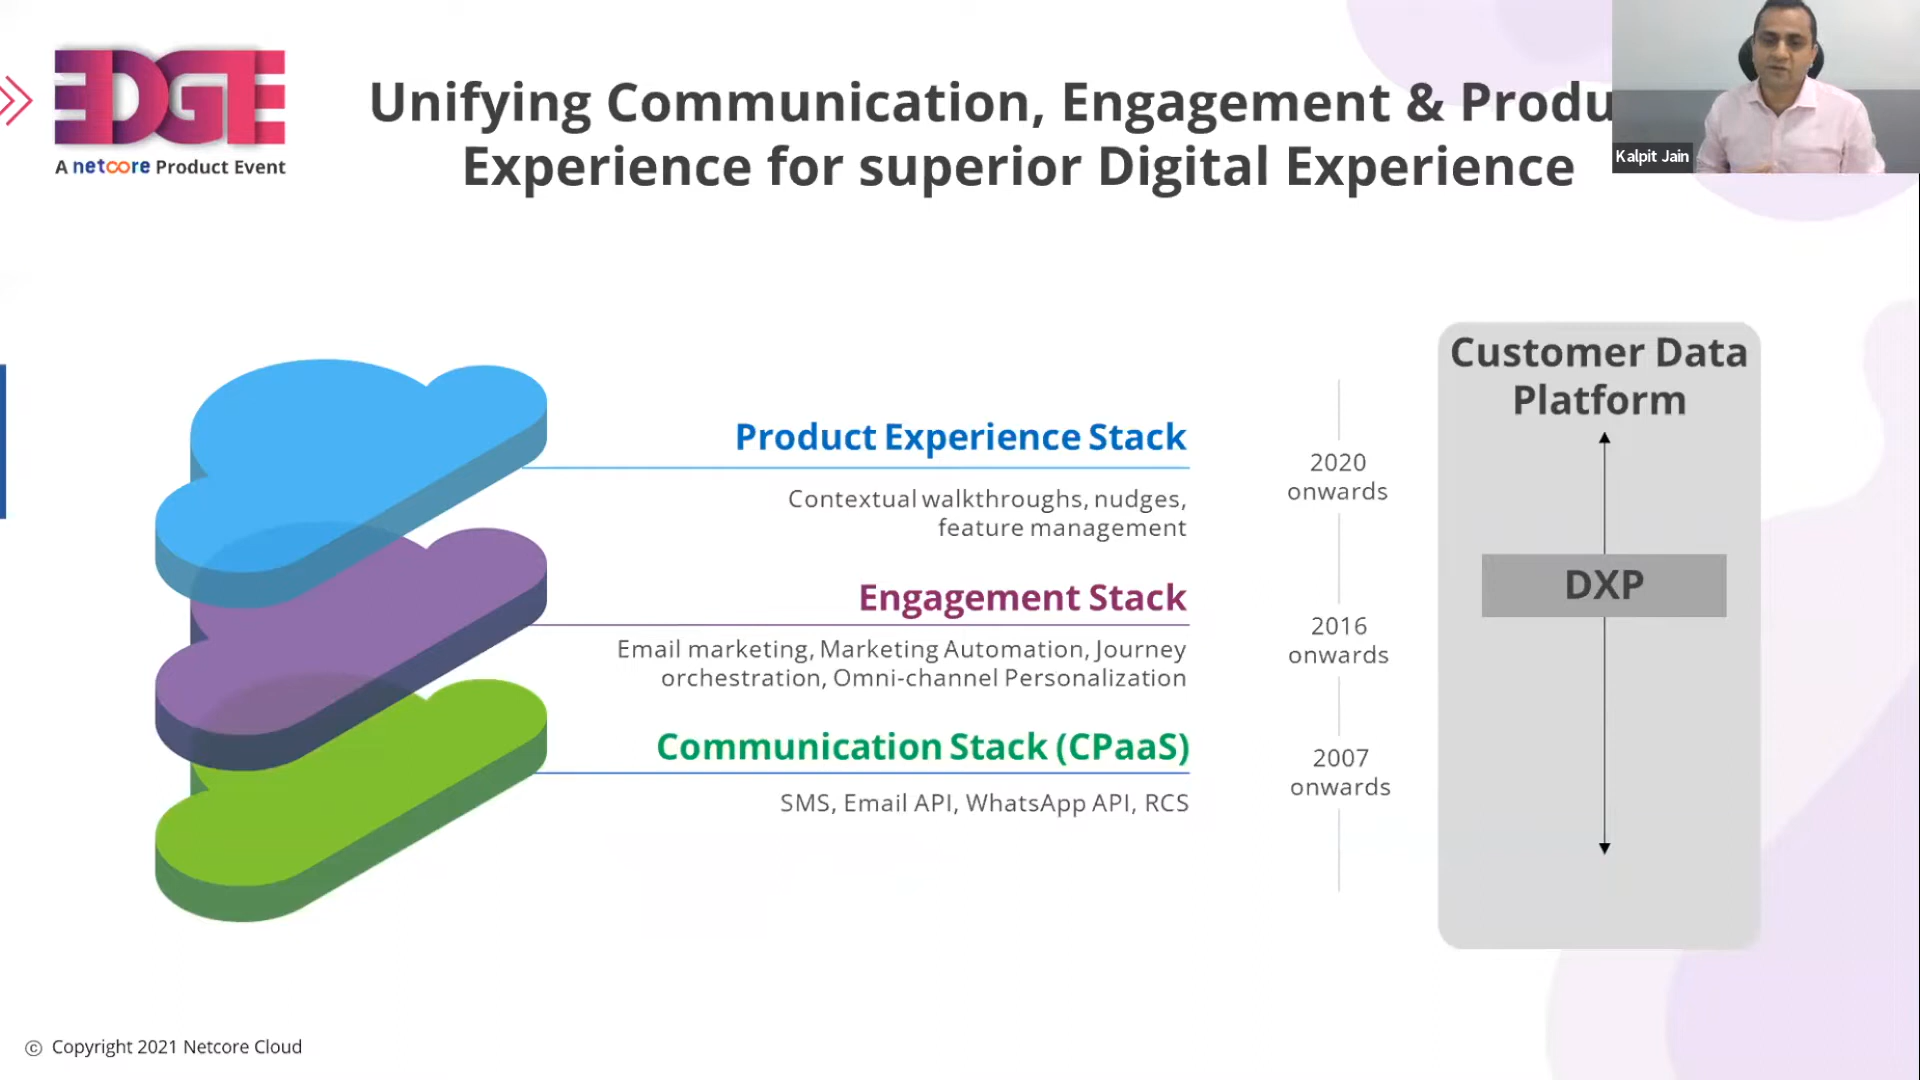 EDGE
A netcore Product Event
Unifying Communication, Engagement & Produ
Experience for superior Digital Experience
Kalpit Jain
Product Experience Stack
Contextual walkthroughs, nudges,
feature management
2020
onwards
Engagement Stack
Email marketing, Marketing Automation, Journey
orchestration, Omni-channel Personalization
2016
onwards
Communication Stack (CPaaS)
SMS, Email API, WhatsApp API, RCS
2007
onwards
Customer Data
Platform
DXP
© Copyright 2021 Netcore Cloud